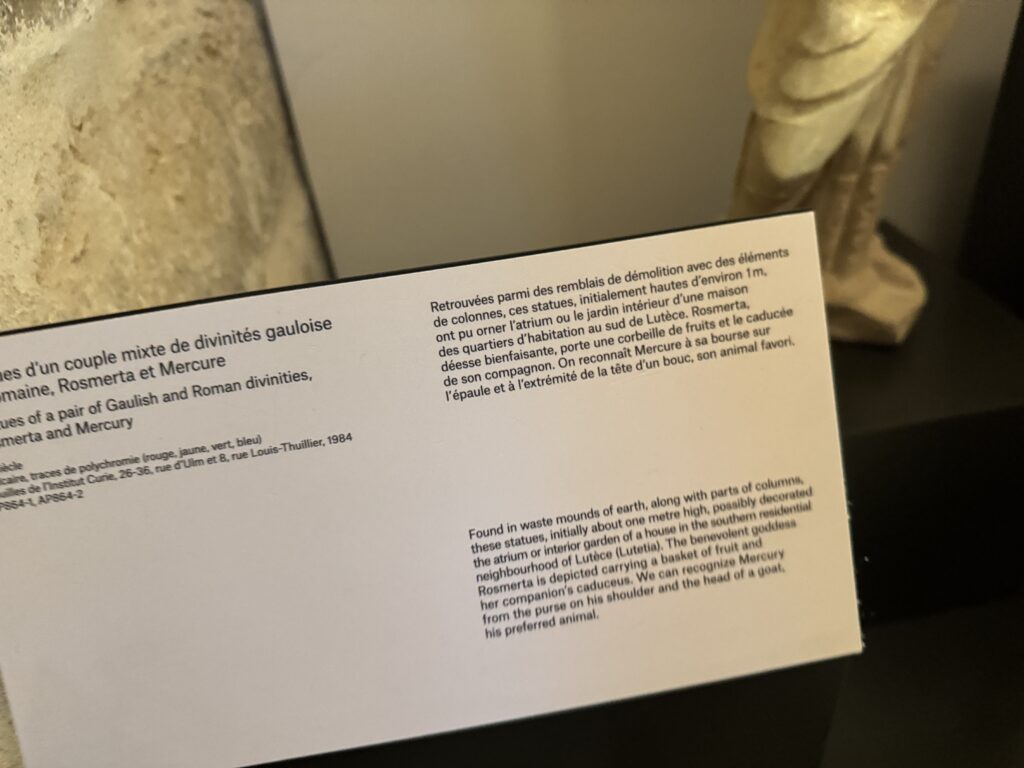 ues d'un couple mixte de divinités gauloise
maine, Rosmerta et Mercure
ues of a pair of Gaulish and Roman divinities,
smerta and Mercury
iècle
caire, traces de polychromie (rouge, jaune, vert, bleu)
uilles de l'Institut Curie, 26-36, rue d'Ulm et 8, rue Louis-Thuillier, 1984
P864-1, AP864-2
Retrouvées parmi des remblais de démolition avec des éléments
de colonnes, ces statues, initialement hautes d'environ 1 m,
ont pu orner l'atrium ou le jardin intérieur d'une maison
des quartiers d'habitation au sud de Lutèce. Rosmerta,
déesse bienfaisante, porte une corbeille de fruits et le caducée
de son compagnon. On reconnaît Mercure à sa bourse sur
l'épaule et à l'extrémité de la tête d'un bouc, son animal favori.
Found in waste mounds of earth, along with parts of columns,
these statues, initially about one metre high, possibly decorated
the atrium or interior garden of a house in the southern residential
neighbourhood of Lutèce (Lutetia). The benevolent goddess
Rosmerta is depicted carrying a basket of fruit and
her companion's caduceus. We can recognize Mercury
from the purse on his shoulder and the head of a goat,
his preferred animal.